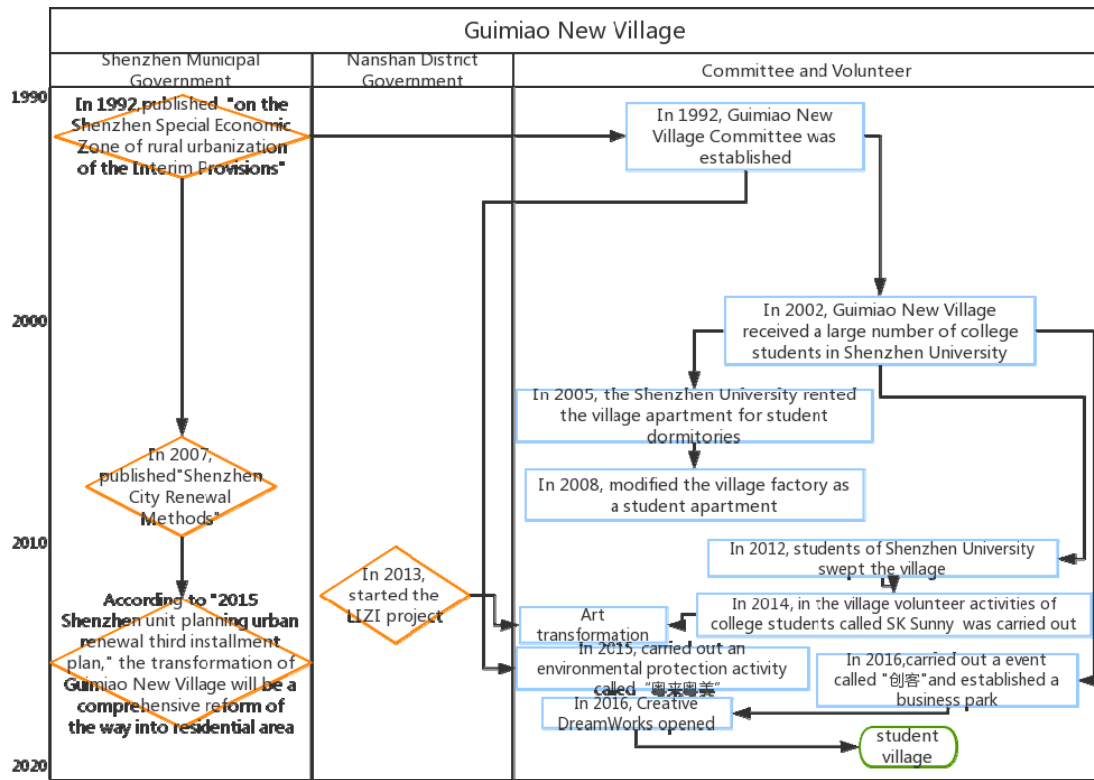 Guimiao New Village
Shenzhen Municipal
Government
Nanshan District
Government
Committee and Volunteer
1990
2000
2010
2020
In 1992,published "on the
Shenzhen Special Economic
Zone of rural urbanization
of the Interim Provisions"
In 1992, Guimiao New
Village Committee was
established
In 2002, Guimiao New Village
received a large number of college
students in Shenzhen University
In 2005, the Shenzhen University rented
the village apartment for student
dormitories
In 2007,
published"Shenzhen
City Renewal
Methods"
In 2008, modified the village factory as
a student apartment
In 2012, students of Shenzhen University
swept the village
In 2013,
started the
LIZI project
According to "2015
Shenzhen unit planning urban
renewal third installment
plan," the transformation of
Guimiao New Village will be a
comprehensive reform of
the way into residential area
Art
transformation
In 2014, in the village volunteer activities of
college students called SK Sunny was carried out
In 2015, carried out an
environmental protection activity
called “粤来粤美”
In 2016,carried out a event
called "创客"and established a
business park
In 2016, Creative
DreamWorks opened
student
village